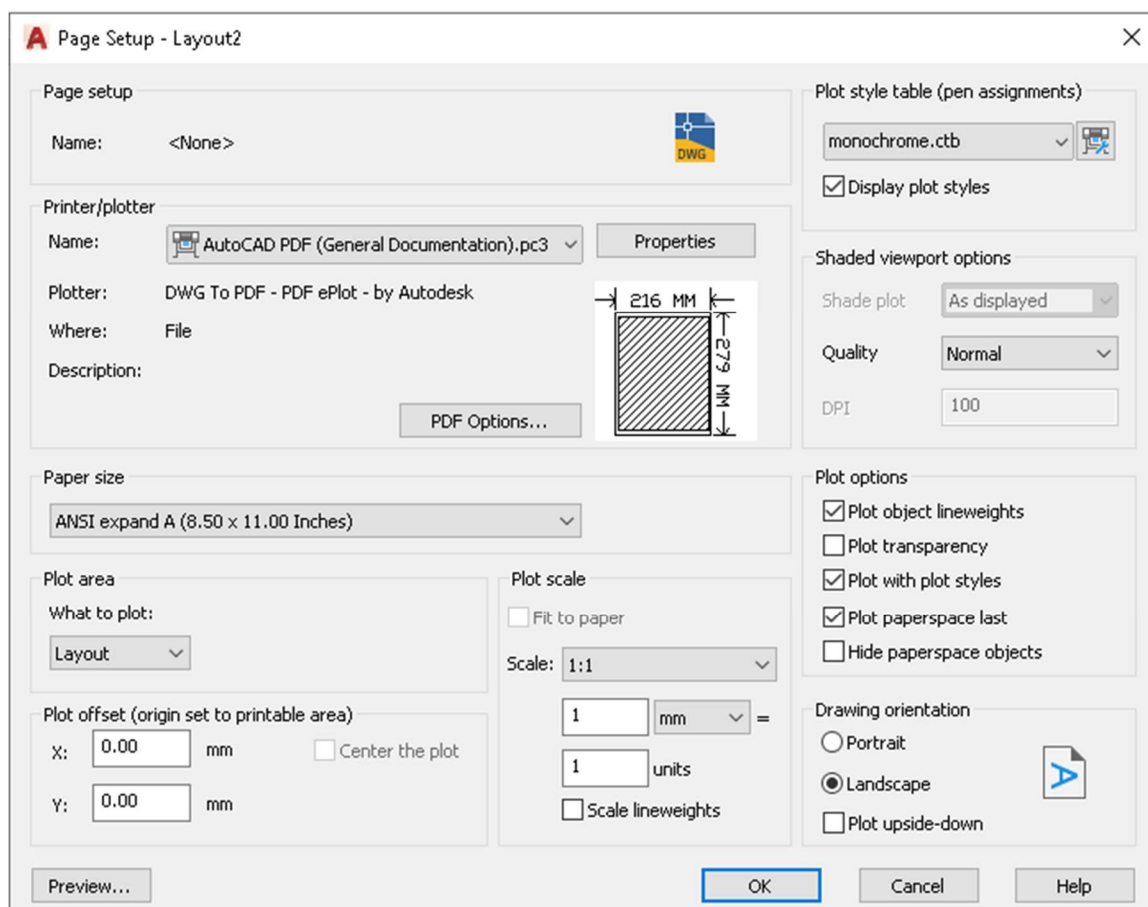 Page Setup - Layout2
Page setup
Name: <None>
DWG
Plot style table (pen assignments)
monochrome.ctb
Display plot styles
Printer/plotter
Name: AutoCAD PDF (General Documentation).pc3 Properties
Plotter: DWG To PDF - PDF ePlot - by Autodesk
Where: File
Description:
216 MM
279 MM
PDF Options...
Shaded viewport options
Shade plot As displayed
Quality Normal
DPI 100
Paper size
ANSI expand A (8.50 x 11.00 Inches)
Plot options
Plot object lineweights
Plot transparency
Plot with plot styles
Plot paperspace last
Hide paperspace objects
Plot area
What to plot:
Layout
Plot scale
Fit to paper
Scale: 1:1
1 mm =
1 units
Scale lineweights
Plot offset (origin set to printable area)
X: 0.00 mm Center the plot
Y: 0.00 mm
Drawing orientation
Portrait
Landscape
Plot upside-down
A
Preview... OK Cancel Help